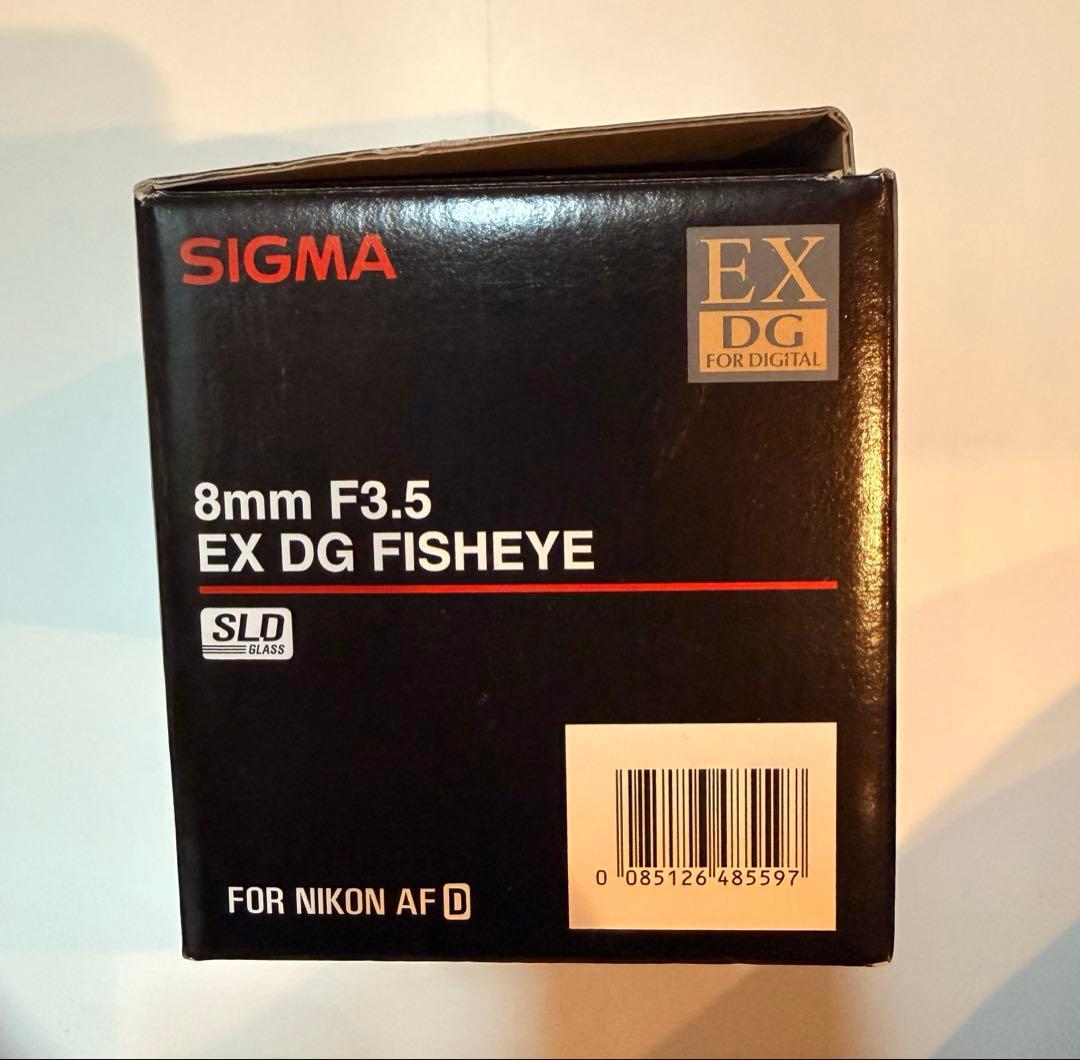 SIGMA
EX
DG
FOR DIGITAL
8mm F3.5
EX DG FISHEYE
SLD
GLASS
0 085126 485597
FOR NIKON AF D